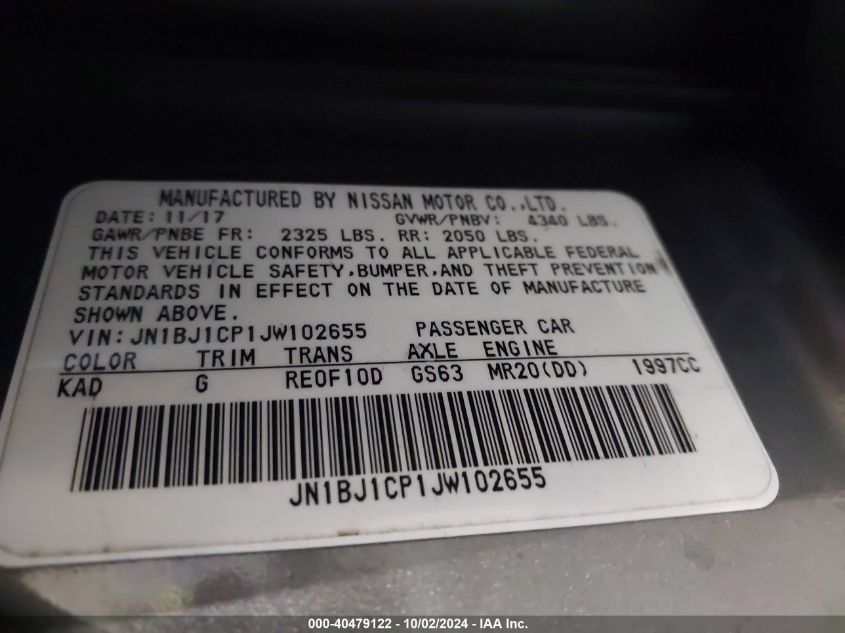 MANUFACTURED BY NISSAN MOTOR CO.,LTD.
DATE: 11/17 GVWR/PNBV: 4340 LBS.
GAWR/PNBE FR: 2325 LBS. RR: 2050 LBS.
THIS VEHICLE CONFORMS TO ALL APPLICABLE FEDERAL
MOTOR VEHICLE SAFETY,BUMPER,AND THEFT PREVENTION
STANDARDS IN EFFECT ON THE DATE OF MANUFACTURE
SHOWN ABOVE.
VIN: JN1BJ1CP1JW102655 PASSENGER CAR
COLOR TRIM TRANS AXLE ENGINE
KAD G RE0F10D GS63 MR20(DD) 1997CC
JN1BJ1CP1JW102655
000-40479122 - 10/02/2024 - IAA Inc.